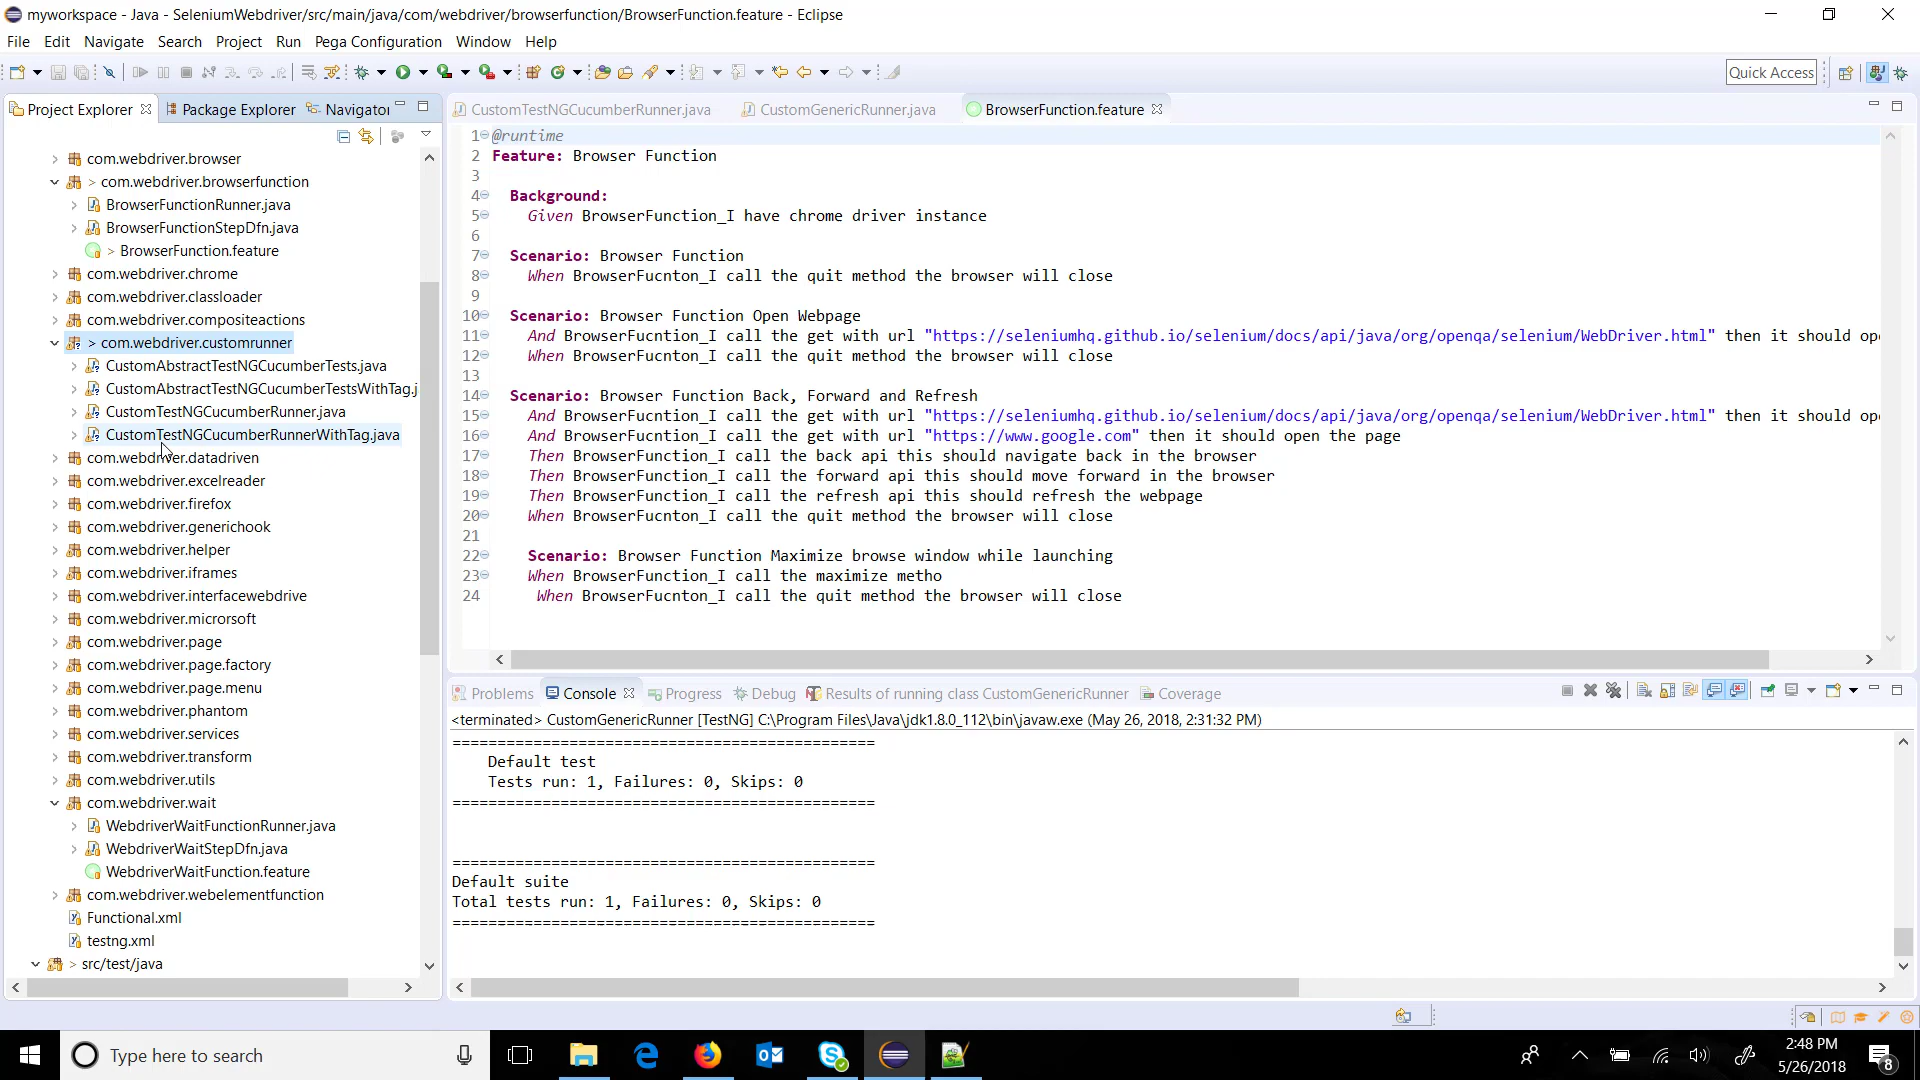 myworkspace - Java - SeleniumWebdriver/src/main/java/com/webdriver/browserfunction/BrowserFunction.feature - Eclipse
File Edit Navigate Search Project Run Pega Configuration Window Help
Quick Access
Project Explorer Package Explorer Navigator
com.webdriver.browser
> com.webdriver.browserfunction
BrowserFunctionRunner.java
BrowserFunctionStepDfn.java
> BrowserFunction.feature
com.webdriver.chrome
com.webdriver.classloader
com.webdriver.compositeactions
> com.webdriver.customrunner
CustomAbstractTestNGCucumberTests.java
CustomAbstractTestNGCucumberTestsWithTag.j
CustomTestNGCucumberRunner.java
CustomTestNGCucumberRunnerWithTag.java
com.webdriver.datadriven
com.webdriver.excelreader
com.webdriver.firefox
com.webdriver.generichook
com.webdriver.helper
com.webdriver.iframes
com.webdriver.interfacewebdrive
com.webdriver.microrsoft
com.webdriver.page
com.webdriver.page.factory
com.webdriver.page.menu
com.webdriver.phantom
com.webdriver.services
com.webdriver.transform
com.webdriver.utils
com.webdriver.wait
WebdriverWaitFunctionRunner.java
WebdriverWaitStepDfn.java
WebdriverWaitFunction.feature
com.webdriver.webelementfunction
Functional.xml
testng.xml
> src/test/java
CustomTestNGCucumberRunner.java CustomGenericRunner.java BrowserFunction.feature
1 @runtime
2 Feature: Browser Function
3
4 Background:
5 Given BrowserFunction_I have chrome driver instance
6
7 Scenario: Browser Function
8 When BrowserFucnton_I call the quit method the browser will close
9
10 Scenario: Browser Function Open Webpage
11 And BrowserFucnton_I call the get with url "https://seleniumhq.github.io/selenium/docs/api/java/org/openqa/selenium/WebDriver.html" then it should op
12 When BrowserFucnton_I call the quit method the browser will close
13
14 Scenario: Browser Function Back, Forward and Refresh
15 And BrowserFucnton_I call the get with url "https://seleniumhq.github.io/selenium/docs/api/java/org/openqa/selenium/WebDriver.html" then it should op
16 And BrowserFucnton_I call the get with url "https://www.google.com" then it should open the page
17 Then BrowserFucnton_I call the back api this should navigate back in the browser
18 Then BrowserFucnton_I call the forward api this should move forward in the browser
19 Then BrowserFucnton_I call the refresh api this should refresh the webpage
20 When BrowserFucnton_I call the quit method the browser will close
21
22 Scenario: Browser Function Maximize browse window while launching
23 When BrowserFunction_I call the maximize metho
24 When BrowserFucnton_I call the quit method the browser will close
Problems Console Progress Debug Results of running class CustomGenericRunner Coverage
<terminated> CustomGenericRunner [TestNG] C:\Program Files\Java\jdk1.8.0_112\bin\javaw.exe (May 26, 2018, 2:31:32 PM)
===============================================
Default test
Tests run: 1, Failures: 0, Skips: 0
===============================================
===============================================
Default suite
Total tests run: 1, Failures: 0, Skips: 0
===============================================
Type here to search
2:48 PM
5/26/2018
8